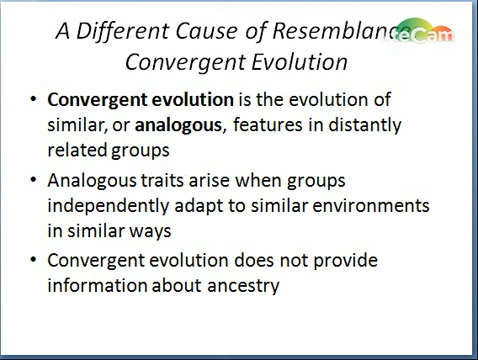 A Different Cause of Resemblance
Convergent Evolution
• Convergent evolution is the evolution of
similar, or analogous, features in distantly
related groups
• Analogous traits arise when groups
independently adapt to similar environments
in similar ways
• Convergent evolution does not provide
information about ancestry